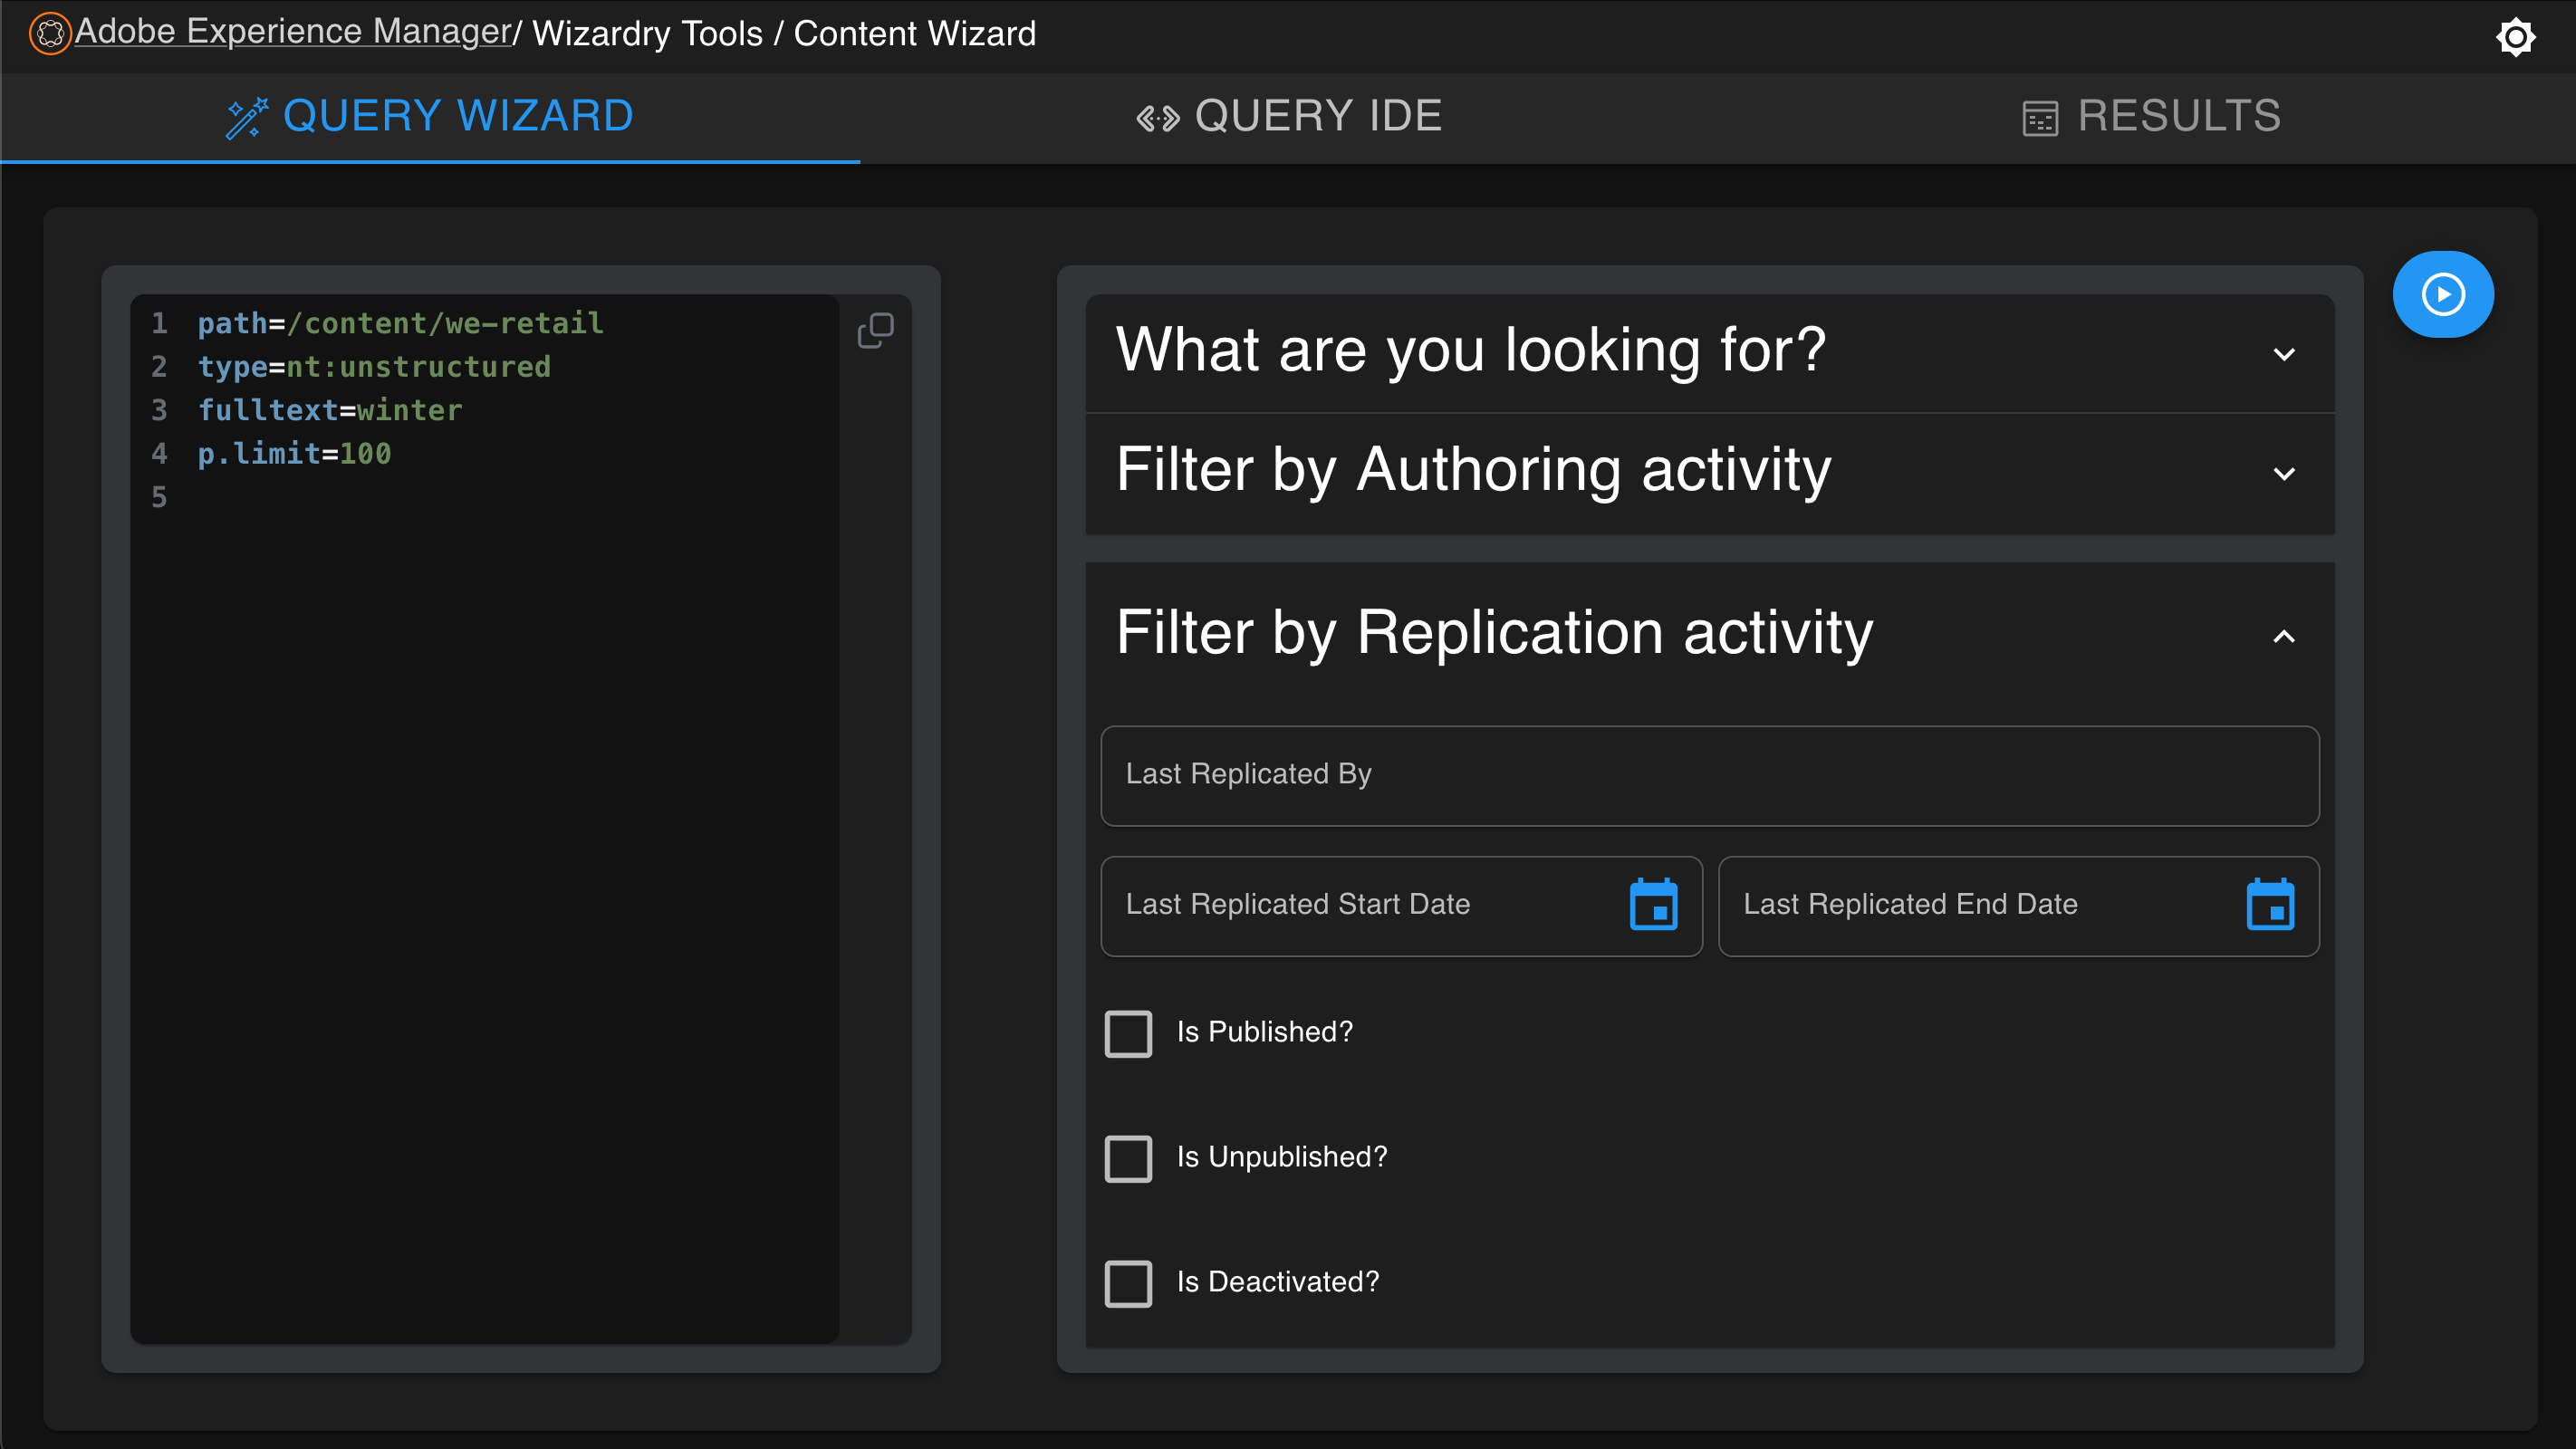 Adobe Experience Manager/ Wizardry Tools / Content Wizard
QUERY WIZARD
QUERY IDE
RESULTS
1 path=/content/we-retail
2 type=nt:unstructured
3 fulltext=winter
4 p.limit=100
5
What are you looking for?
Filter by Authoring activity
Filter by Replication activity
Last Replicated By
Last Replicated Start Date
Last Replicated End Date
Is Published?
Is Unpublished?
Is Deactivated?